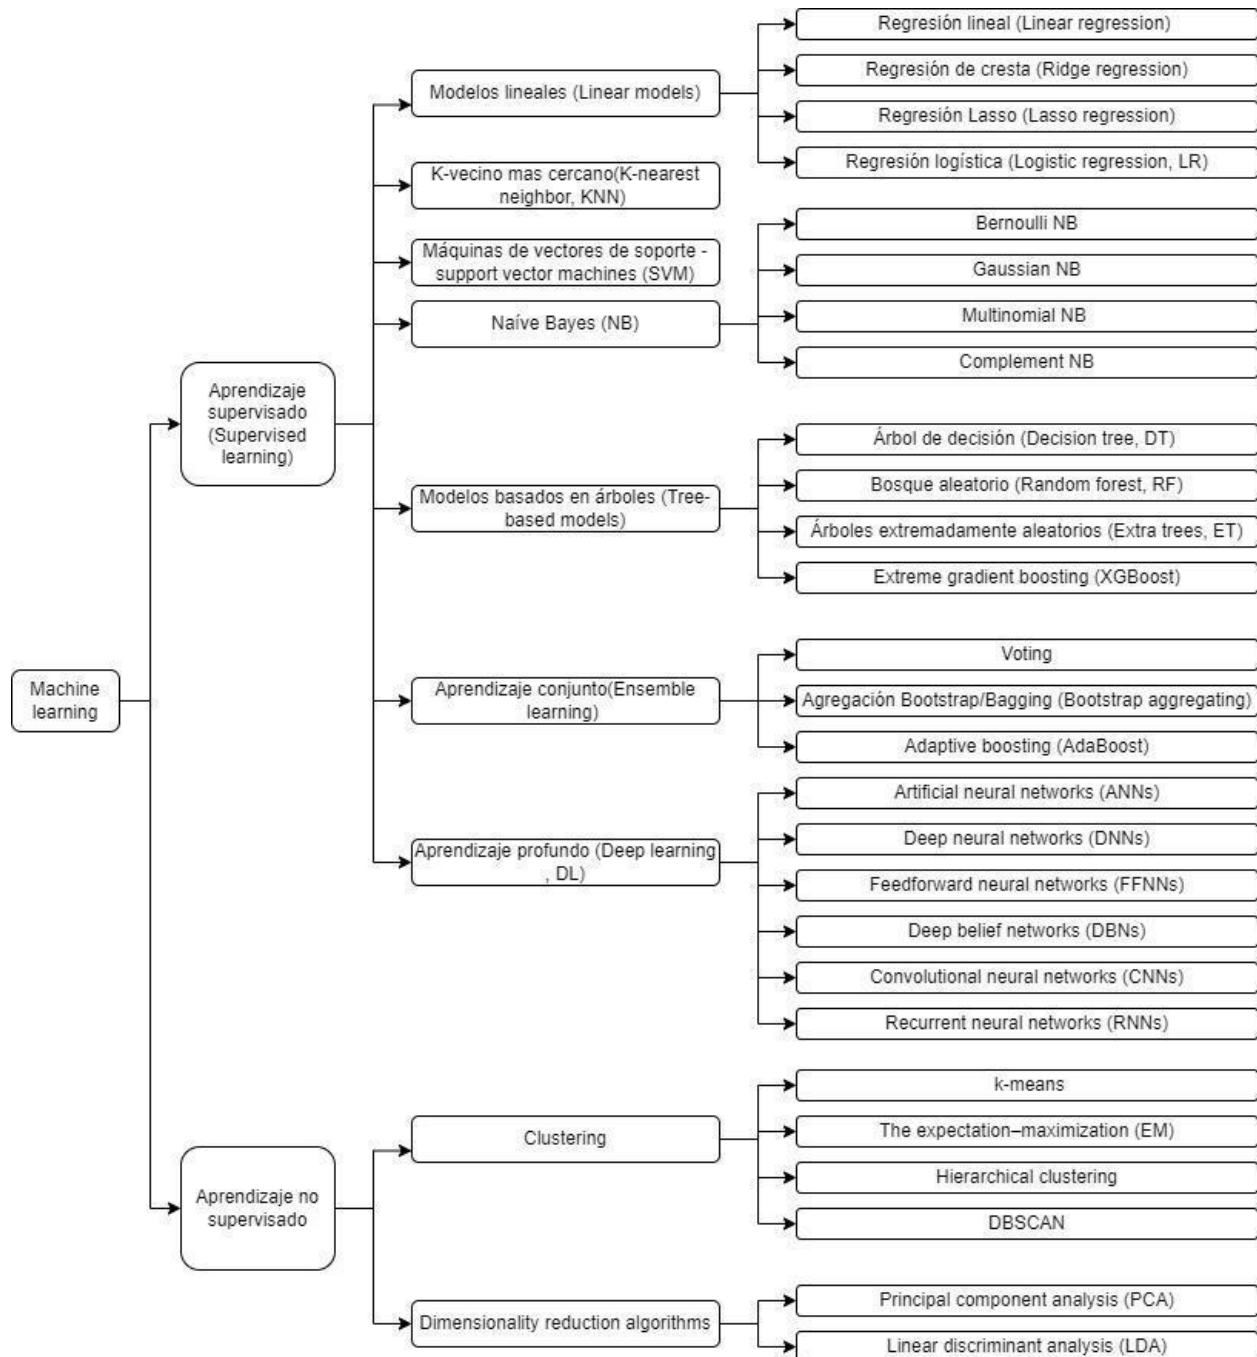 Machine
learning
Aprendizaje
supervisado
(Supervised
learning)
Modelos lineales (Linear models)
Regresión lineal (Linear regression)
Regresión de cresta (Ridge regression)
Regresión Lasso (Lasso regression)
Regresión logística (Logistic regression, LR)
K-vecino mas cercano(K-nearest
neighbor, KNN)
Máquinas de vectores de soporte -
support vector machines (SVM)
Naíve Bayes (NB)
Bernoulli NB
Gaussian NB
Multinomial NB
Complement NB
Modelos basados en árboles (Tree-
based models)
Árbol de decisión (Decision tree, DT)
Bosque aleatorio (Random forest, RF)
Árboles extremadamente aleatorios (Extra trees, ET)
Extreme gradient boosting (XGBoost)
Aprendizaje conjunto(Ensemble
learning)
Voting
Agregación Bootstrap/Bagging (Bootstrap aggregating)
Adaptive boosting (AdaBoost)
Aprendizaje profundo (Deep learning
, DL)
Artificial neural networks (ANNs)
Deep neural networks (DNNs)
Feedforward neural networks (FFNNs)
Deep belief networks (DBNs)
Convolutional neural networks (CNNs)
Recurrent neural networks (RNNs)
Aprendizaje no
supervisado
Clustering
k-means
The expectation–maximization (EM)
Hierarchical clustering
DBSCAN
Dimensionality reduction algorithms
Principal component analysis (PCA)
Linear discriminant analysis (LDA)